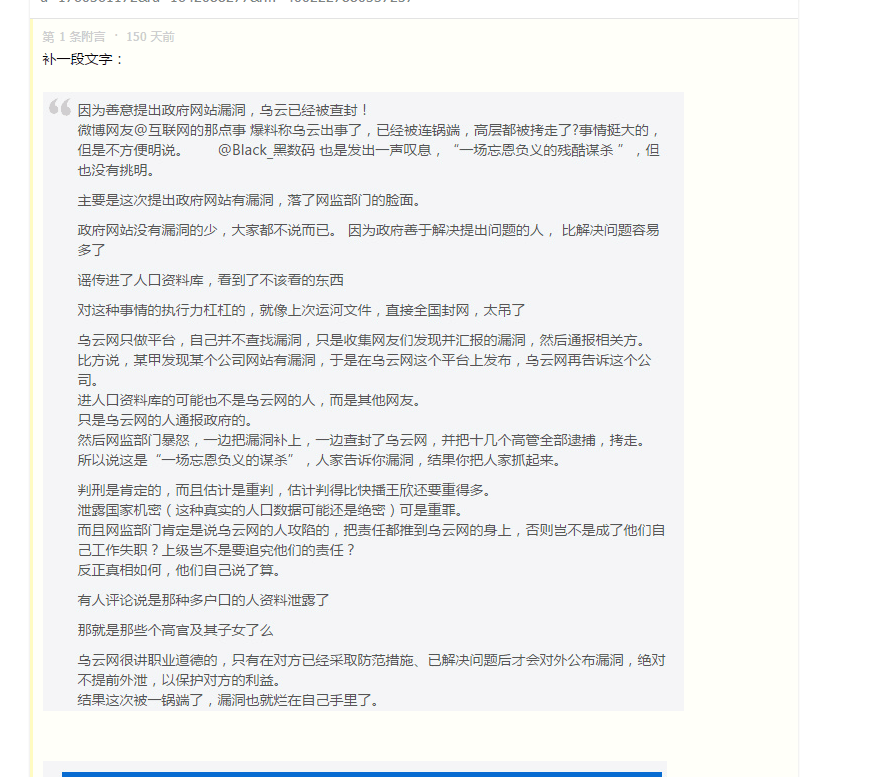 第 1 条附言 · 150 天前
补一段文字：
因为善意提出政府网站漏洞，乌云已经被查封！
微博网友@互联网的那点事 爆料称乌云出事了，已经被连锅端，高层都被拷走了?事情挺大的，
但是不方便明说。 @Black_黑数码 也是发出一声叹息，“一场忘恩负义的残酷谋杀 ”，但
也没有挑明。
主要是这次提出政府网站有漏洞，落了网监部门的脸面。
政府网站没有漏洞的少，大家都不说而已。 因为政府善于解决提出问题的人， 比解决问题容易
多了
谣传进了人口资料库，看到了不该看的东西
对这种事情的执行力杠杠的，就像上次运河文件，直接全国封网，太吊了
乌云网只做平台，自己并不查找漏洞，只是收集网友们发现并汇报的漏洞，然后通报相关方。
比方说，某甲发现某个公司网站有漏洞，于是在乌云网这个平台上发布，乌云网再告诉这个公
司。
进人口资料库的可能也不是乌云网的人，而是其他网友。
只是乌云网的人通报政府的。
然后网监部门暴怒，一边把漏洞补上，一边查封了乌云网，并把十几个高管全部逮捕，拷走。
所以说这是“一场忘恩负义的谋杀”，人家告诉你漏洞，结果你把人家抓起来。
判刑是肯定的，而且估计是重判，估计判得比快播王欣还要重得多。
泄露国家机密（这种真实的人口数据可能还是绝密）可是重罪。
而且网监部门肯定是说乌云网的人攻陷的，把责任都推到乌云网的身上，否则岂不是成了他们自
己工作失职？上级岂不是要追究他们的责任？
反正真相如何，他们自己说了算。
有人评论说是那种多户口的人资料泄露了
那就是那些个高官及其子女了么
乌云网很讲职业道德的，只有在对方已经采取防范措施、已解决问题后才会对外公布漏洞，绝对
不提前外泄，以保护对方的利益。
结果这次被一锅端了，漏洞也就烂在自己手里了。